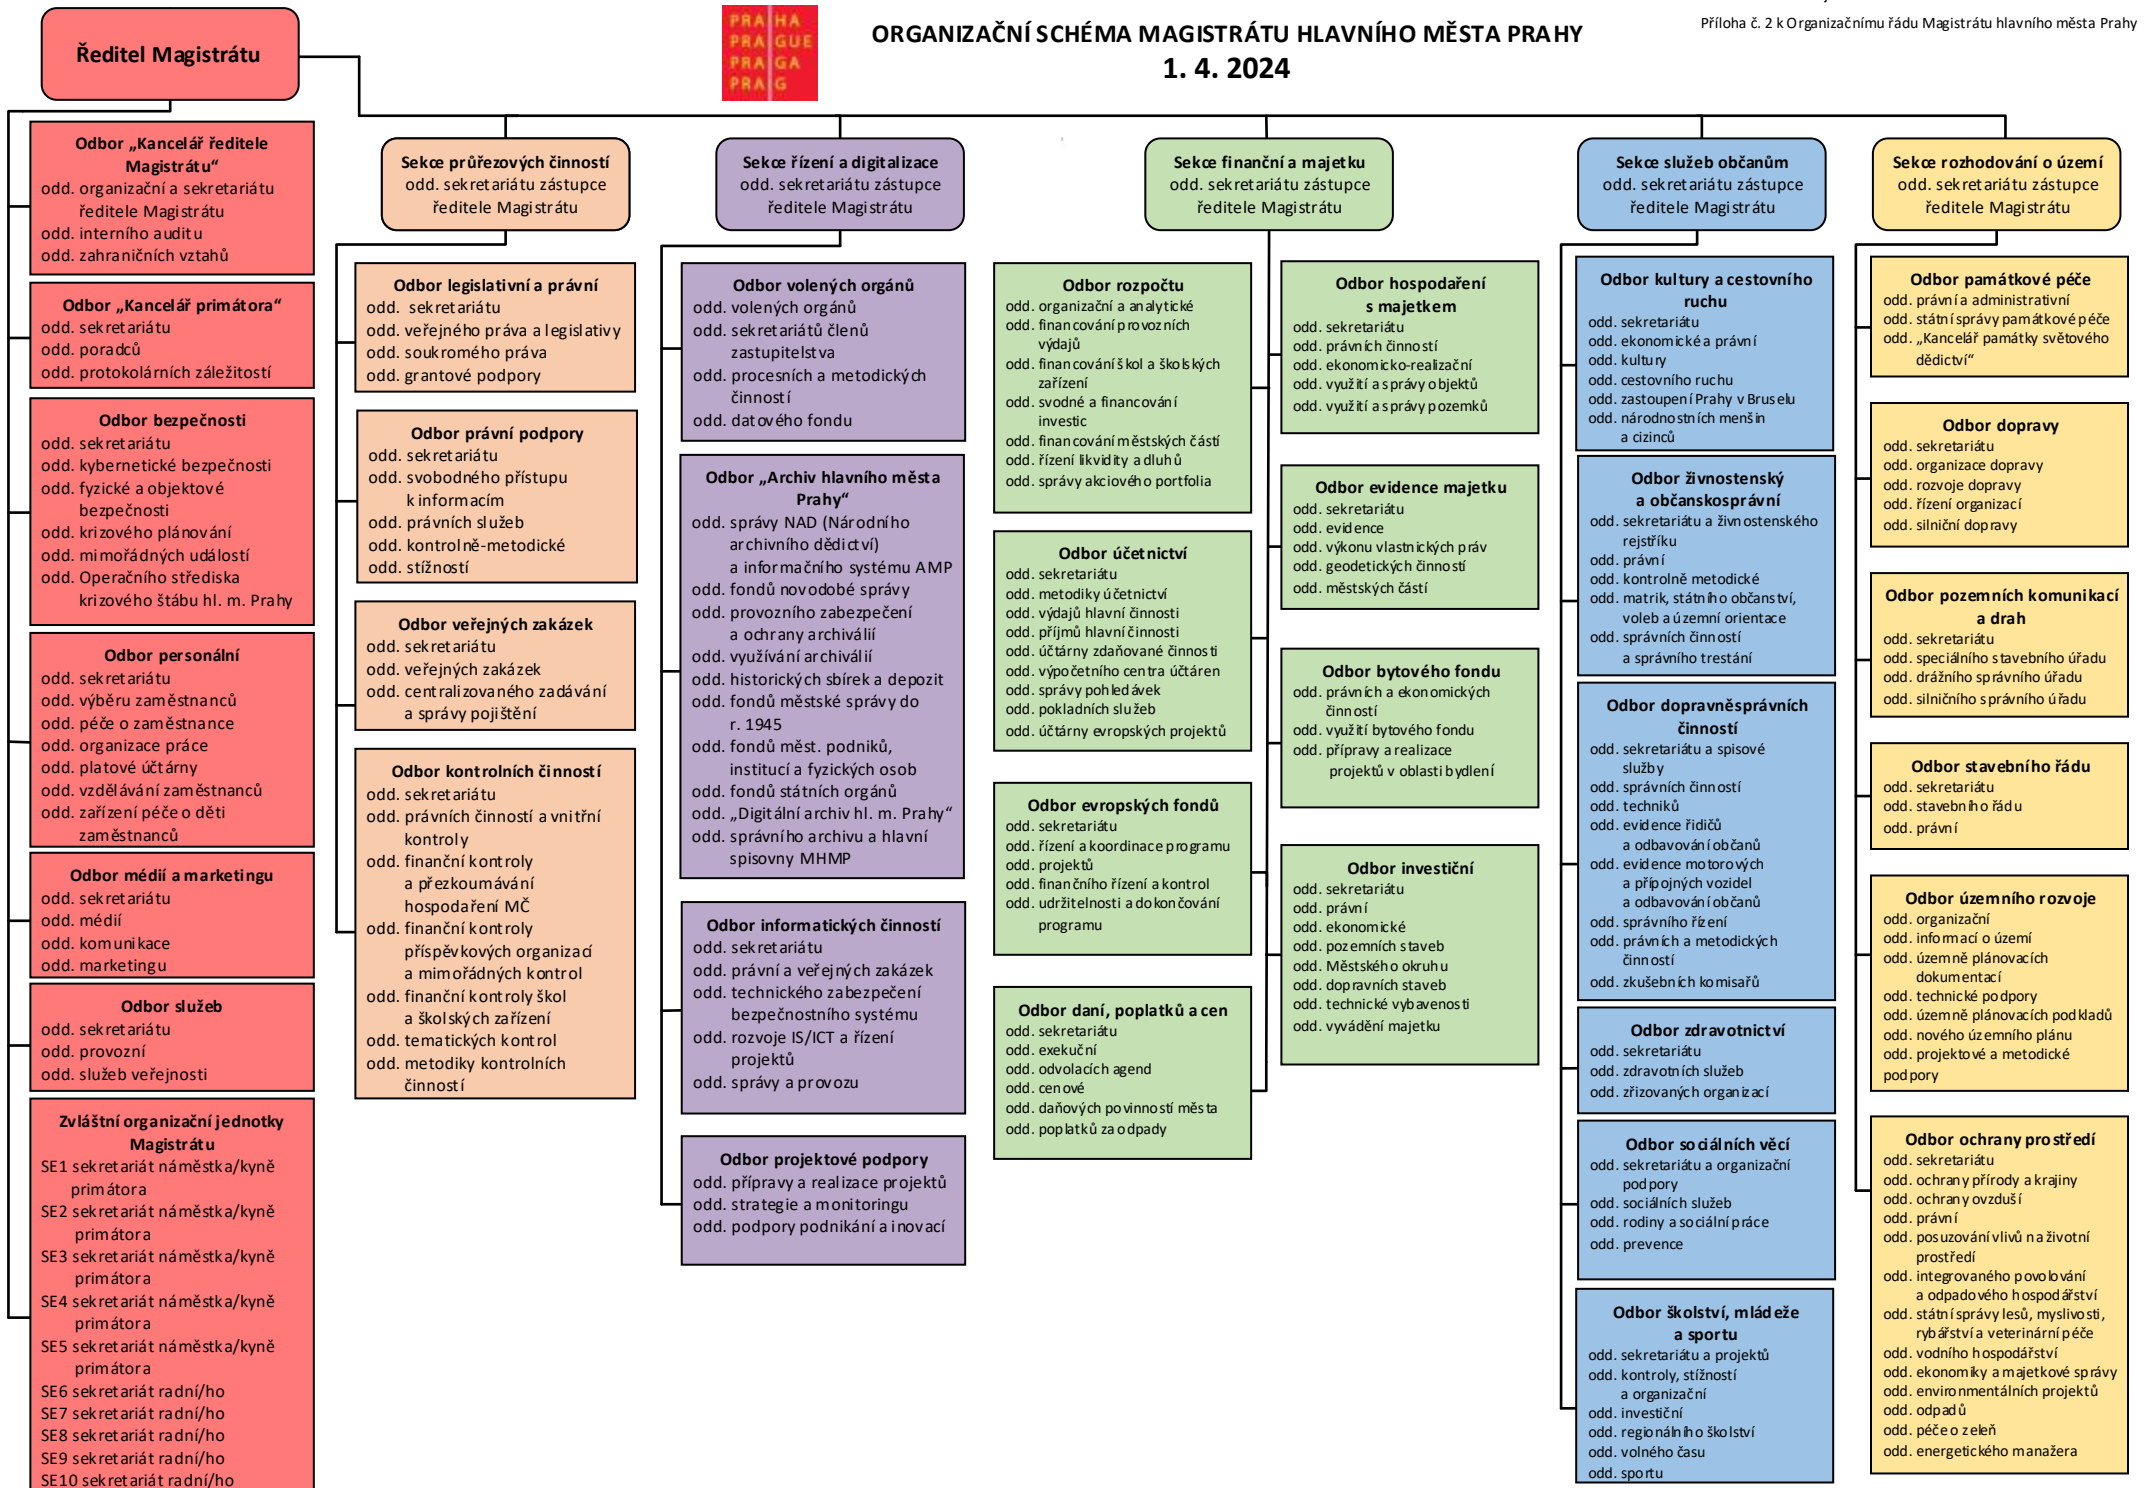 Příloha č. 2 k Organizačnímu řádu Magistrátu hlavního města Prahy
PRA HA
PRA GUE
PRA GA
PRA G
ORGANIZAČNÍ SCHÉMA MAGISTRÁTU HLAVNÍHO MĚSTA PRAHY
1. 4. 2024
Ředitel Magistrátu
Odbor „Kancelář ředitele
Magistrátu“
odd. organizační a sekretariátu
ředitele Magistrátu
odd. interního auditu
odd. zahraničních vztahů
Odbor „Kancelář primátora“
odd. sekretariátu
odd. poradců
odd. protokolárních záležitostí
Odbor bezpečnosti
odd. sekretariátu
odd. kybernetické bezpečnosti
odd. fyzické a objektové
bezpečnosti
odd. krizového plánování
odd. mimořádných událostí
odd. Operačního střediska
krizového štábu hl. m. Prahy
Odbor personální
odd. sekretariátu
odd. výběru zaměstnanců
odd. péče o zaměstnance
odd. organizace práce
odd. platové účtárny
odd. vzdělávání zaměstnanců
odd. zařízení péče o děti
zaměstnanců
Odbor médií a marketingu
odd. sekretariátu
odd. médií
odd. komunikace
odd. marketingu
Odbor služeb
odd. sekretariátu
odd. provozní
odd. služeb veřejnosti
Zvláštní organizační jednotky
Magistrátu
SE1 sekretariát náměstka/kyně
primátora
SE2 sekretariát náměstka/kyně
primátora
SE3 sekretariát náměstka/kyně
primátora
SE4 sekretariát náměstka/kyně
primátora
SE5 sekretariát náměstka/kyně
primátora
SE6 sekretariát radní/ho
SE7 sekretariát radní/ho
SE8 sekretariát radní/ho
SE9 sekretariát radní/ho
SE10 sekretariát radní/ho
Sekce průřezových činností
odd. sekretariátu zástupce
ředitele Magistrátu
Odbor legislativní a právní
odd. sekretariátu
odd. veřejného práva a legislativy
odd. soukromého práva
odd. grantové podpory
Odbor právní podpory
odd. sekretariátu
odd. svobodného přístupu
k informacím
odd. právních služeb
odd. kontrolně-metodické
odd. stížností
Odbor veřejných zakázek
odd. sekretariátu
odd. veřejných zakázek
odd. centralizovaného zadávání
a správy pojištění
Odbor kontrolních činností
odd. sekretariátu
odd. právních činností a vnitřní
kontroly
odd. finanční kontroly
a přezkoumávání
hospodaření MČ
odd. finanční kontroly
příspěvkových organizací
a mimořádných kontrol
odd. finanční kontroly škol
a školských zařízení
odd. tematických kontrol
odd. metodiky kontrolních
činností
Sekce řízení a digitalizace
odd. sekretariátu zástupce
ředitele Magistrátu
Odbor volených orgánů
odd. volených orgánů
odd. sekretariátů členů
zastupitelstva
odd. procesních a metodických
činností
odd. datového fondu
Odbor „Archiv hlavního města
Prahy“
odd. správy NAD (Národního
archivního dědictví)
a informačního systému AMP
odd. fondů novodobé správy
odd. provozního zabezpečení
a ochrany archiválií
odd. využívání archiválií
odd. historických sbírek a depozit
odd. fondů městské správy do
r. 1945
odd. fondů měst. podniků,
institucí a fyzických osob
odd. fondů státních orgánů
odd. „Digitální archiv hl. m. Prahy“
odd. správního archivu a hlavní
spisovny MHMP
Odbor informatických činností
odd. sekretariátu
odd. právní a veřejných zakázek
odd. technického zabezpečení
bezpečnostního systému
odd. rozvoje IS/ICT a řízení
projektů
odd. správy a provozu
Odbor projektové podpory
odd. přípravy a realizace projektů
odd. strategie a monitoringu
odd. podpory podnikání a inovací
Sekce finanční a majetku
odd. sekretariátu zástupce
ředitele Magistrátu
Odbor rozpočtu
odd. organizační a analytické
odd. financování provozních
výdajů
odd. financování škol a školských
zařízení
odd. svodné a financování
investic
odd. financování městských částí
odd. řízení likvidity a dluhů
odd. správy akciového portfolia
Odbor účetnictví
odd. sekretariátu
odd. metodiky účetnictví
odd. výdajů hlavní činnosti
odd. příjmů hlavní činnosti
odd. účtárny zdaňované činnosti
odd. výpočetního centra účtáren
odd. správy pohledávek
odd. pokladních služeb
odd. účtárny evropských projektů
Odbor evropských fondů
odd. sekretariátu
odd. řízení a koordinace programu
odd. projektů
odd. finančního řízení a kontrol
odd. udržitelnosti a dokončování
programu
Odbor daní, poplatků a cen
odd. sekretariátu
odd. exekuční
odd. odvolacích agend
odd. cenové
odd. daňových povinností města
odd. poplatků za odpady
Odbor hospodaření
s majetkem
odd. sekretariátu
odd. právních činností
odd. ekonomicko-realizační
odd. využití a správy objektů
odd. využití a správy pozemků
Odbor evidence majetku
odd. sekretariátu
odd. evidence
odd. výkonu vlastnických práv
odd. geodetických činností
odd. městských částí
Odbor bytového fondu
odd. právních a ekonomických
činností
odd. využití bytového fondu
odd. přípravy a realizace
projektů v oblasti bydlení
Odbor investiční
odd. sekretariátu
odd. právní
odd. ekonomické
odd. pozemních staveb
odd. Městského okruhu
odd. dopravních staveb
odd. technické vybavenosti
odd. vyvádění majetku
Sekce služeb občanům
odd. sekretariátu zástupce
ředitele Magistrátu
Odbor kultury a cestovního
ruchu
odd. sekretariátu
odd. ekonomické a právní
odd. kultury
odd. cestovního ruchu
odd. zastoupení Prahy v Bruselu
odd. národnostních menšin
a cizinců
Odbor živnostenský
a občanskosprávní
odd. sekretariátu a živnostenského
rejstříku
odd. právní
odd. kontrolně metodické
odd. matrik, státního občanství,
voleb a územní orientace
odd. správních činností
a správního trestání
Odbor dopravněsprávních
činností
odd. sekretariátu a spisové
služby
odd. správních činností
odd. techniků
odd. evidence řidičů
a odbavování občanů
odd. evidence motorových
a přípojných vozidel
a odbavování občanů
odd. správního řízení
odd. právních a metodických
činností
odd. zkušebních komisařů
Odbor zdravotnictví
odd. sekretariátu
odd. zdravotních služeb
odd. zřizovaných organizací
Odbor sociálních věcí
odd. sekretariátu a organizační
podpory
odd. sociálních služeb
odd. rodiny a sociální práce
odd. prevence
Odbor školství, mládeže
a sportu
odd. sekretariátu a projektů
odd. kontroly, stížností
a organizační
odd. investiční
odd. regionálního školství
odd. volného času
odd. sportu
Sekce rozhodování o území
odd. sekretariátu zástupce
ředitele Magistrátu
Odbor památkové péče
odd. právní a administrativní
odd. státní správy památkové péče
odd. „Kancelář památky světového
dědictví“
Odbor dopravy
odd. sekretariátu
odd. organizace dopravy
odd. rozvoje dopravy
odd. řízení organizací
odd. silniční dopravy
Odbor pozemních komunikací
a drah
odd. sekretariátu
odd. speciálního stavebního úřadu
odd. drážního správního úřadu
odd. silničního správního úřadu
Odbor stavebního řádu
odd. sekretariátu
odd. stavebního řádu
odd. právní
Odbor územního rozvoje
odd. organizační
odd. informací o území
odd. územně plánovacích
dokumentací
odd. technické podpory
odd. územně plánovacích podkladů
odd. nového územního plánu
odd. projektové a metodické
podpory
Odbor ochrany prostředí
odd. sekretariátu
odd. ochrany přírody a krajiny
odd. ochrany ovzduší
odd. právní
odd. posuzování vlivů na životní
prostředí
odd. integrovaného povolování
a odpadového hospodářství
odd. státní správy lesů, myslivosti,
rybářství a veterinární péče
odd. vodního hospodářství
odd. ekonomiky a majetkové správy
odd. environmentálních projektů
odd. odpadů
odd. péče o zeleň
odd. energetického manažera